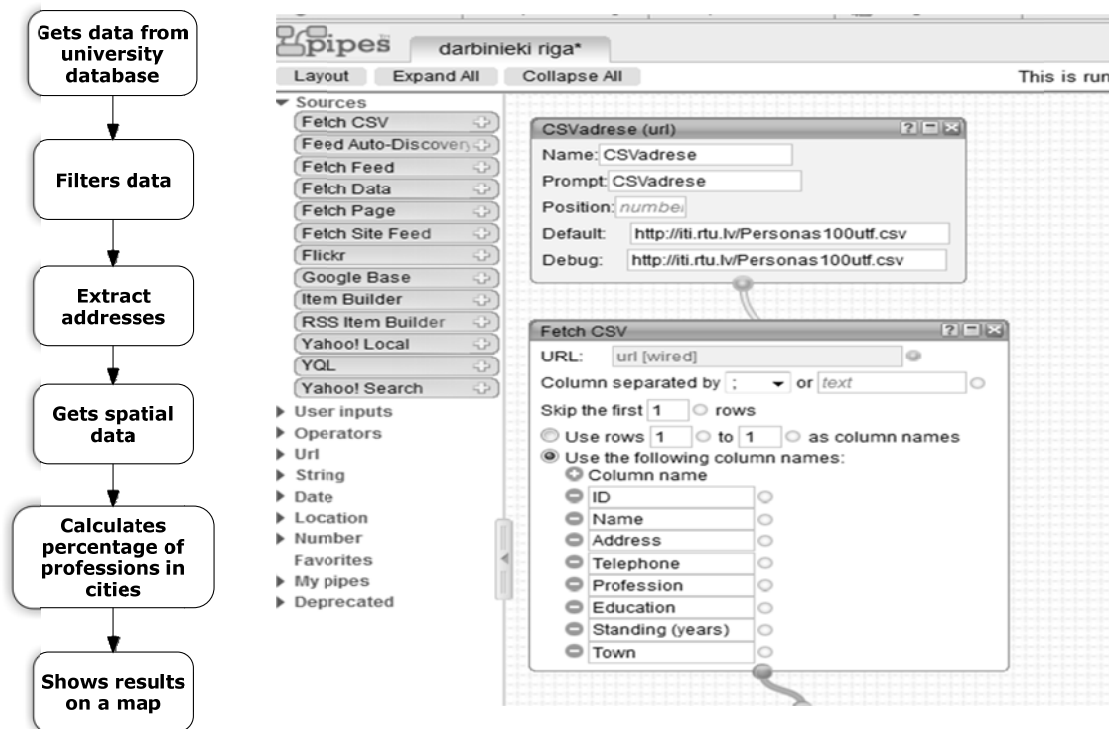 Gets data from
university
database
Filters data
Extract
addresses
Gets spatial
data
Calculates
percentage of
professions in
cities
Shows results
on a map
pipes
darbinieki riga*
Layout Expand All Collapse All This is run
Sources
Fetch CSV
Feed Auto-Discovery
Fetch Feed
Fetch Data
Fetch Page
Fetch Site Feed
Flickr
Google Base
Item Builder
RSS Item Builder
Yahoo! Local
YQL
Yahoo! Search
User inputs
Operators
Url
String
Date
Location
Number
Favorites
My pipes
Deprecated
CSVadrese (url)
Name: CSVadrese
Prompt: CSVadrese
Position: number
Default: http://iti.rtu.lv/Personas100utf.csv
Debug: http://iti.rtu.lv/Personas100utf.csv
Fetch CSV
URL: url [wired]
Column separated by ; or text
Skip the first 1 rows
Use rows 1 to 1 as column names
Use the following column names:
Column name
ID
Name
Address
Telephone
Profession
Education
Standing (years)
Town